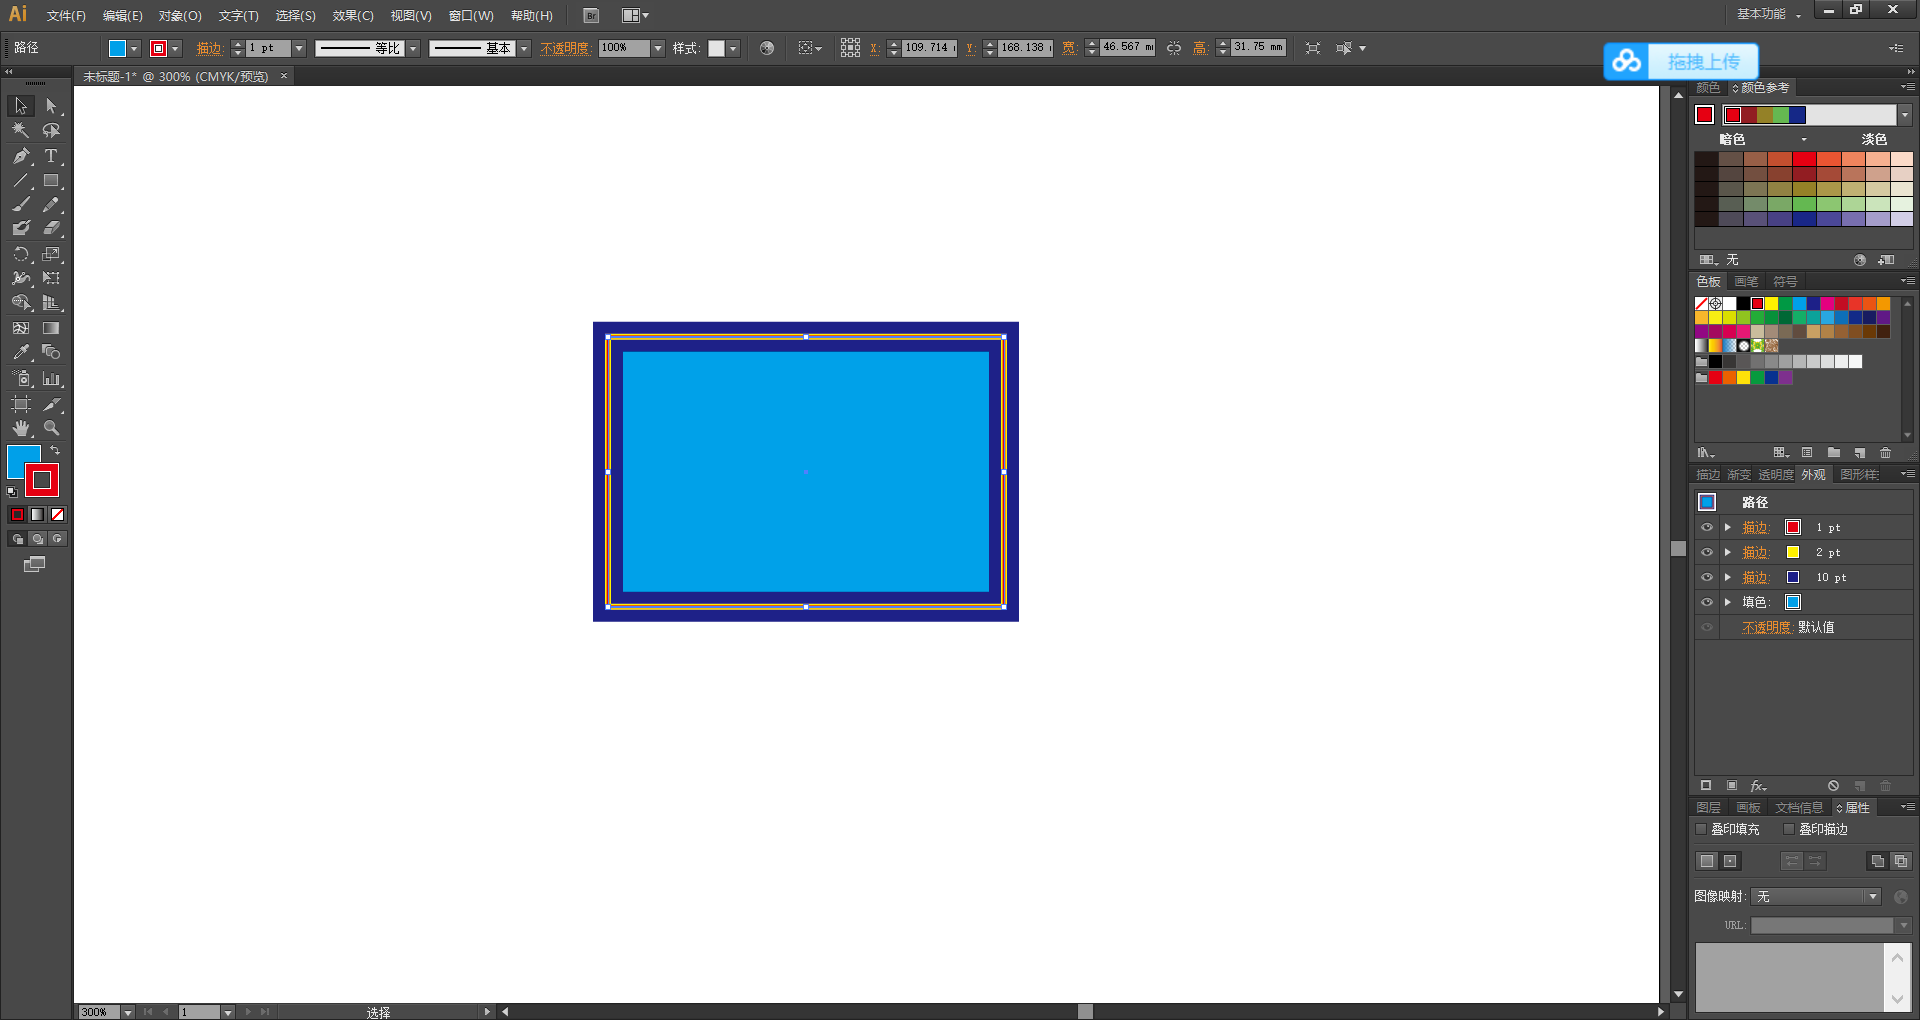 Ai 文件(F) 编辑(E) 对象(O) 文字(T) 选择(S) 效果(C) 视图(V) 窗口(W) 帮助(H) Br 基本功能
路径 描边: 1 pt 等比 基本 不透明度: 100% 样式: X: 109.714 Y: 168.138 宽: 46.567 m 高: 31.75 mm
拖拽上传
未标题-1* @ 300% (CMYK/预览) ×
颜色 颜色参考
暗色 淡色
无
色板 画笔 符号
描边 渐变 透明度 外观 图形样
路径
描边: 1 pt
描边: 2 pt
描边: 10 pt
填色:
不透明度: 默认值
fx
图层 画板 文档信息 属性
叠印填充 叠印描边
图像映射: 无
URL:
300% 1 选择